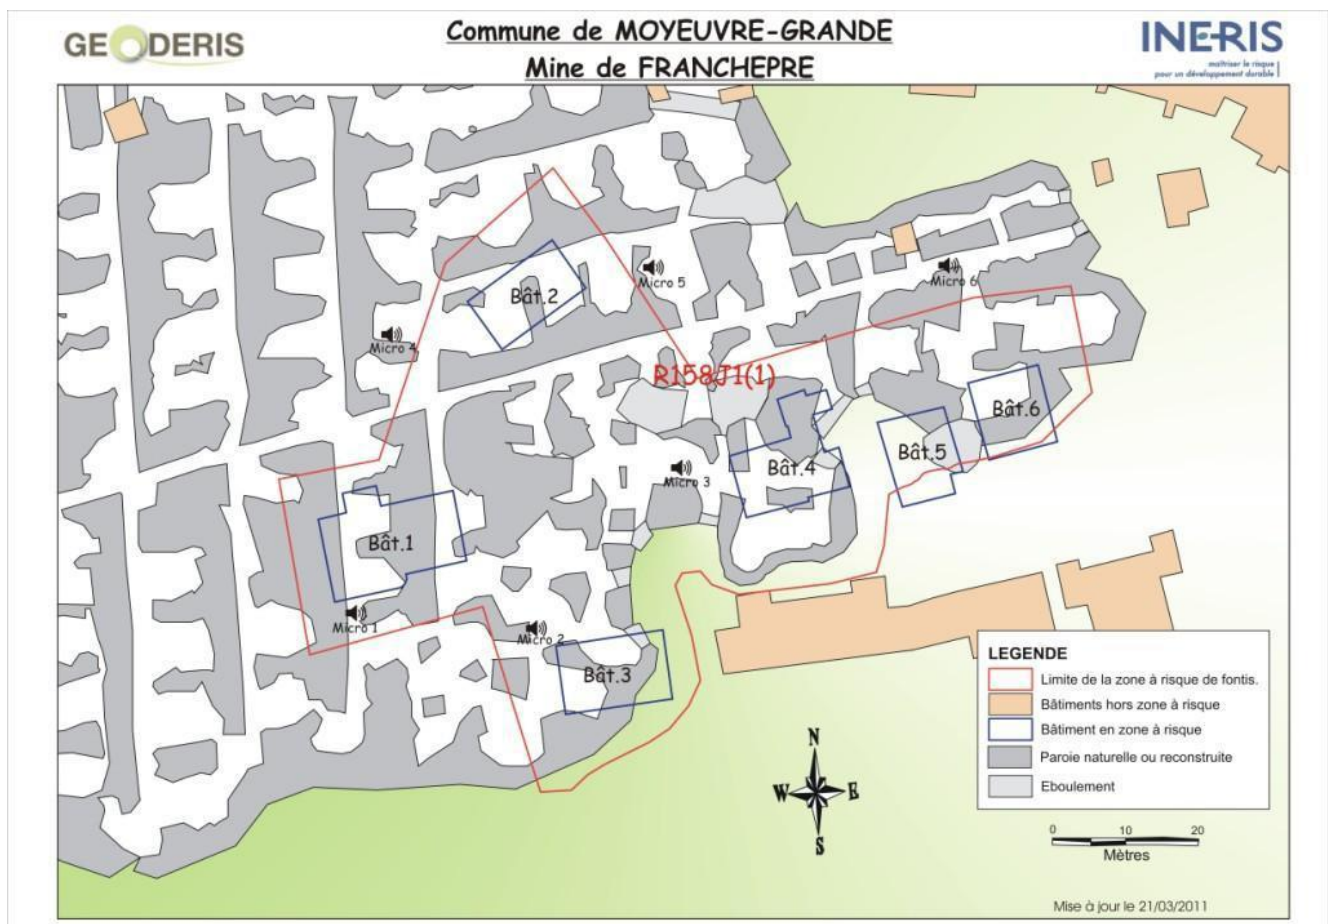 GEODERIS
Commune de MOYEUVRE-GRANDE
Mine de FRANCHEPRE
INERIS
maîtriser le risque
pour un développement durable
Bât.2
Micro 5
Micro 6
Micro 4
R158J1(1)
Bât.6
Bât.5
Bât.4
Micro 3
Bât.1
Micro 1
Micro 2
Bât.3
LEGENDE
Limite de la zone à risque de fontis.
Bâtiments hors zone à risque
Bâtiment en zone à risque
Paroie naturelle ou reconstruite
Eboulement
N
W E
S
0 10 20
Mètres
Mise à jour le 21/03/2011